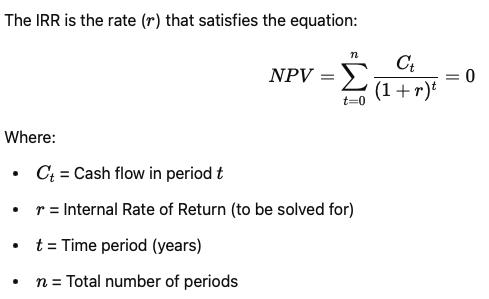 The IRR is the rate (r) that satisfies the equation:
NPV = \sum_{t=0}^{n} \frac{C_t}{(1+r)^t} = 0
Where:
• C_t = Cash flow in period t
• r = Internal Rate of Return (to be solved for)
• t = Time period (years)
• n = Total number of periods